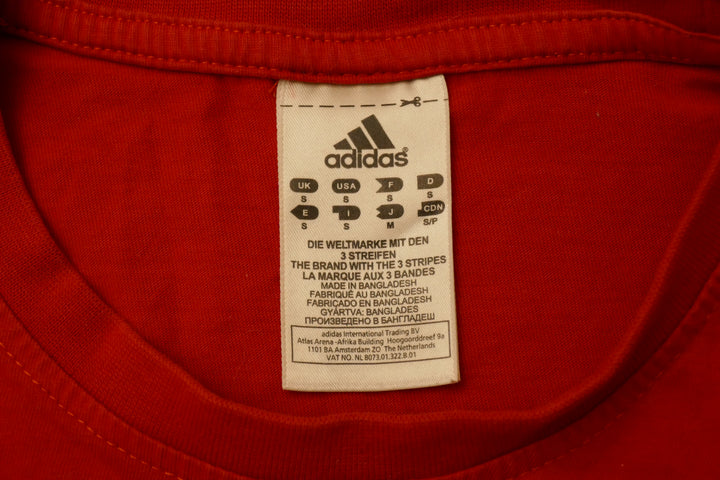 adidas®
UK USA F D
S S S S
E I J CDN
S S M S/P
DIE WELTMARKE MIT DEN
3 STREIFEN
THE BRAND WITH THE 3 STRIPES
LA MARQUE AUX 3 BANDES
MADE IN BANGLADESH
FABRIQUÉ AU BANGLADESH
FABRICADO EN BANGLADESH
GYÁRTVA: BANGLADES
ПРОИЗВЕДЕНО В БАНГЛАДЕШ
adidas International Trading BV
Atlas Arena -Afrika Building Hoogoorddreef 9a
1101 BA Amsterdam ZO The Netherlands
VAT NO. NL 8073.01.322.B.01